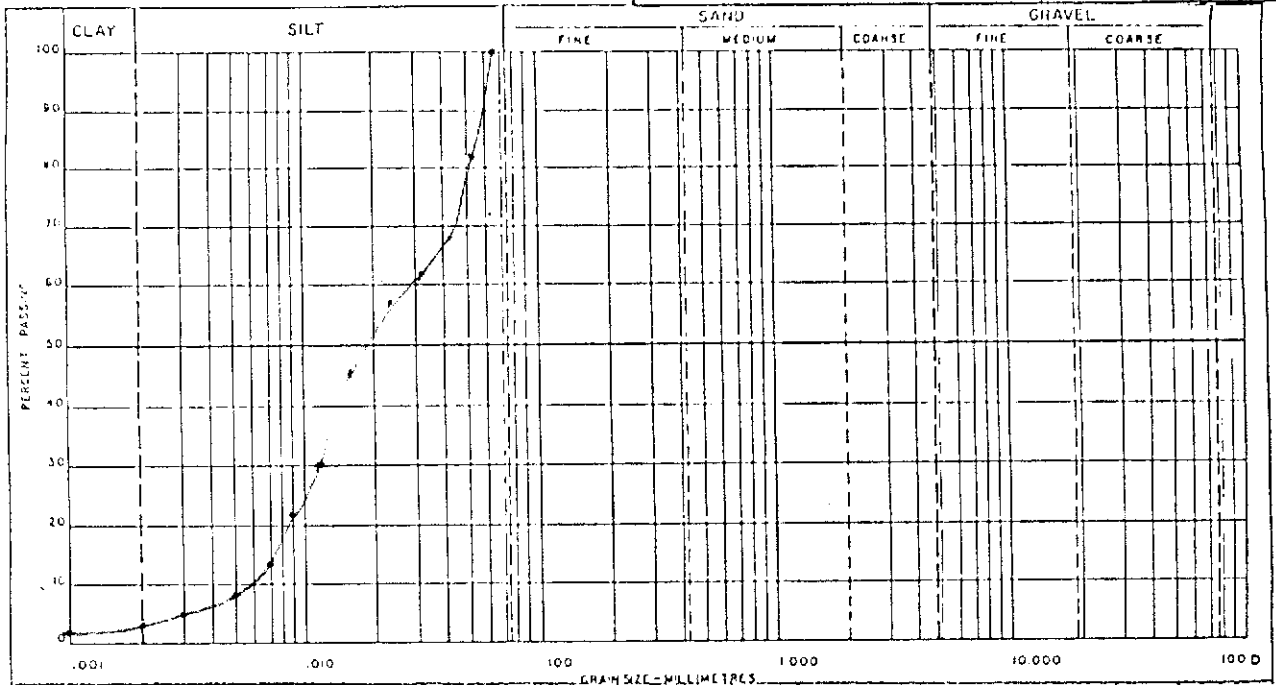 CLAY SILT SAND GRAVEL
FINE MEDIUM COARSE FINE COARSE
100
90
80
70
60
50
40
30
20
10
0
PERCENT PASSING
.001 .010 .100 1.000 10.000 100.0
GRAIN SIZE - MILLIMETRES